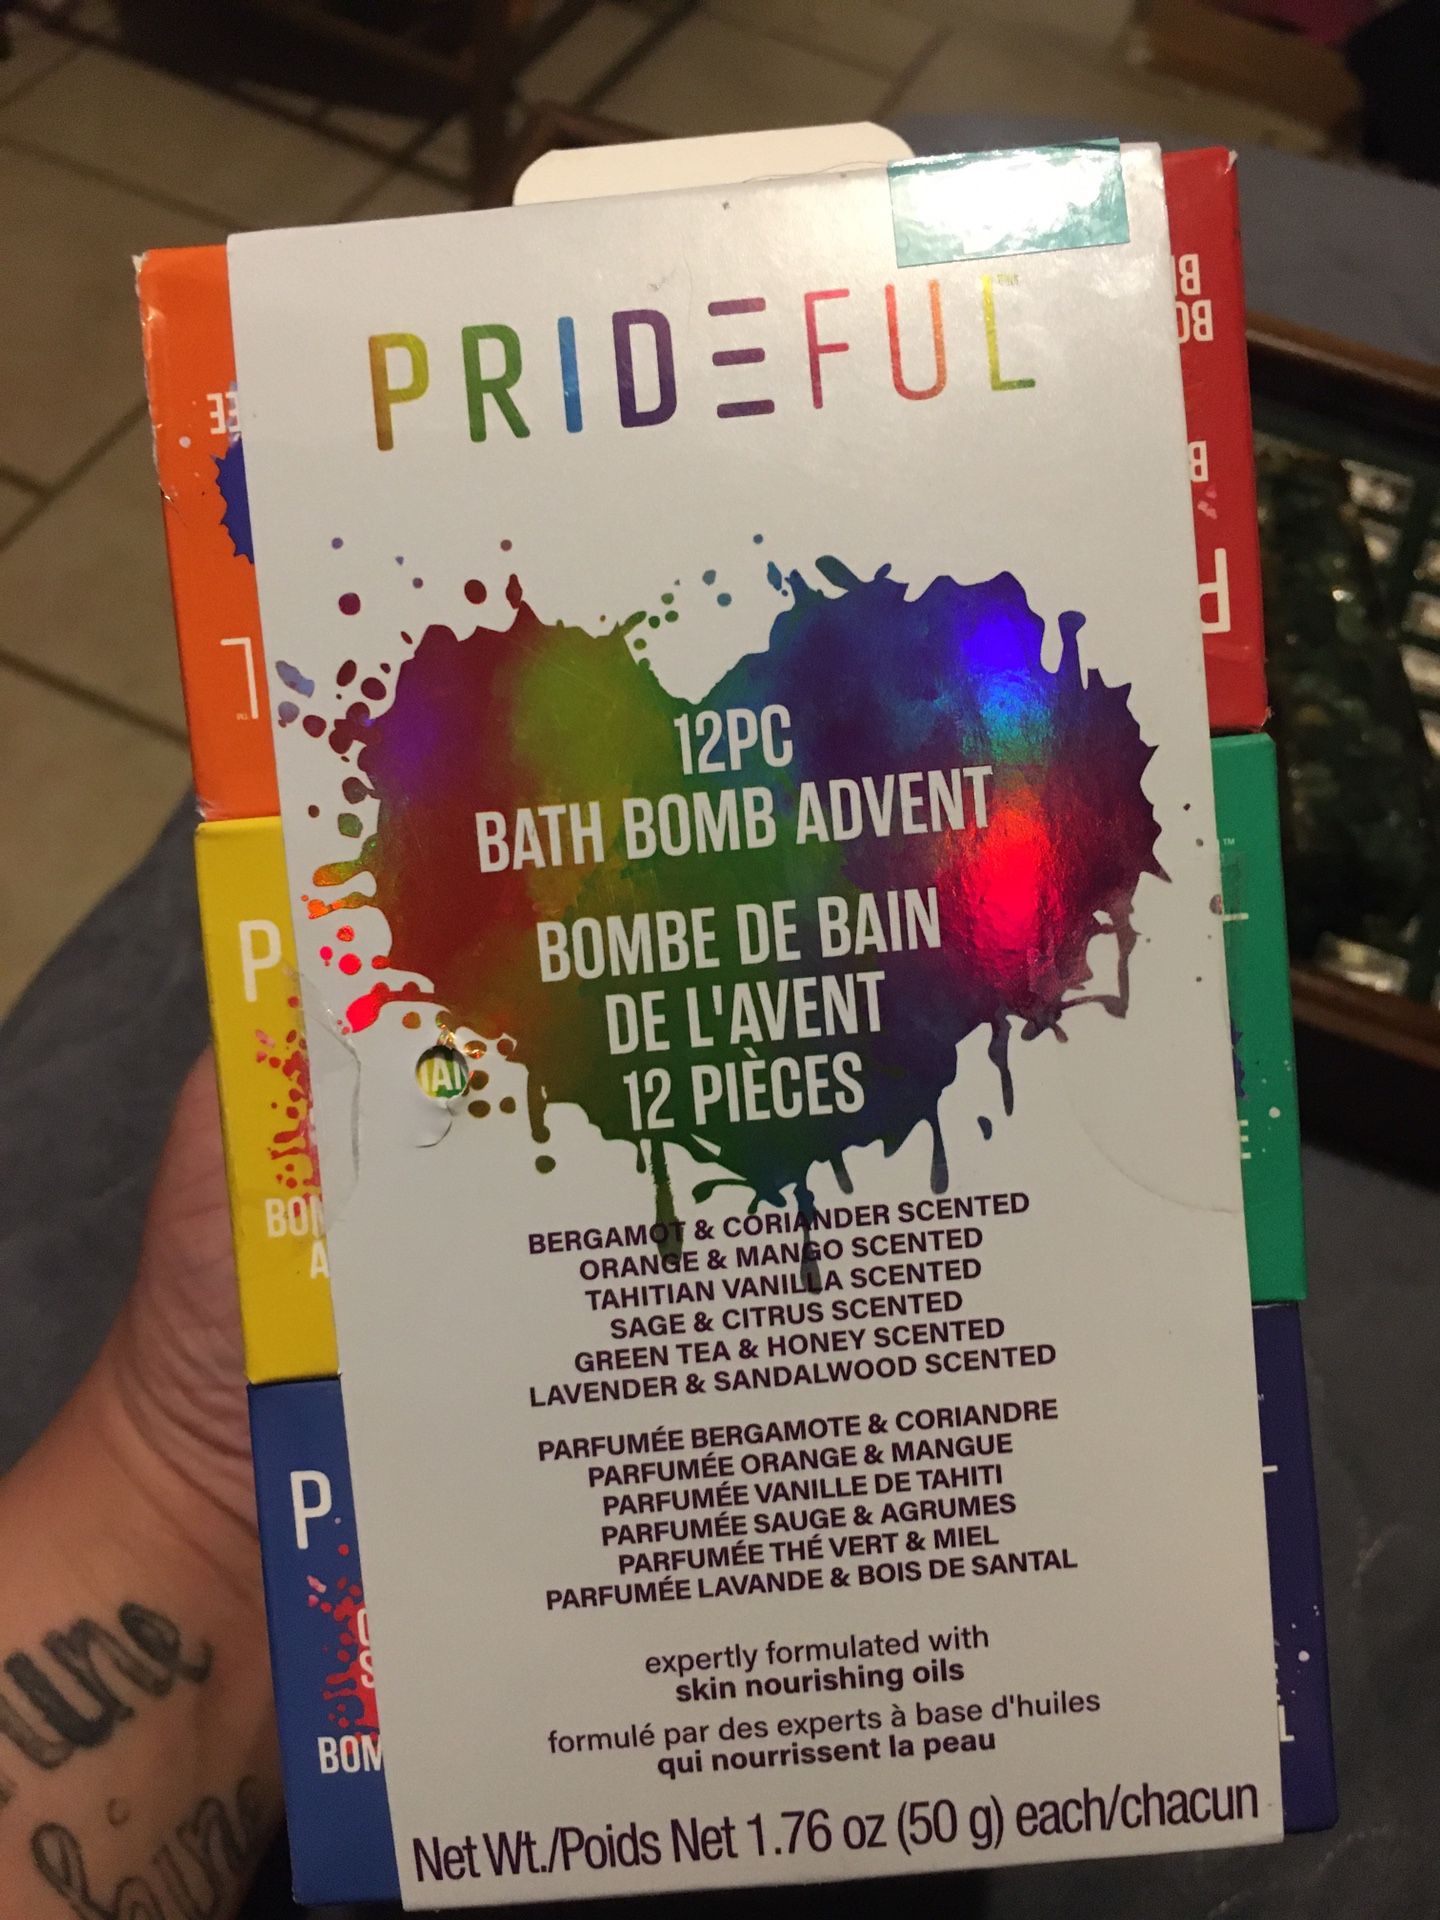 PRIDEFUL
12PC
BATH BOMB ADVENT
BOMBE DE BAIN
DE L'AVENT
12 PIÈCES
BERGAMOT & CORIANDER SCENTED
ORANGE & MANGO SCENTED
TAHITIAN VANILLA SCENTED
SAGE & CITRUS SCENTED
GREEN TEA & HONEY SCENTED
LAVENDER & SANDALWOOD SCENTED
PARFUMÉE BERGAMOTE & CORIANDRE
PARFUMÉE ORANGE & MANGUE
PARFUMÉE VANILLE DE TAHITI
PARFUMÉE SAUGE & AGRUMES
PARFUMÉE THÉ VERT & MIEL
PARFUMÉE LAVANDE & BOIS DE SANTAL
expertly formulated with
skin nourishing oils
formulé par des experts à base d'huiles
qui nourrissent la peau
Net Wt./Poids Net 1.76 oz (50 g) each/chacun